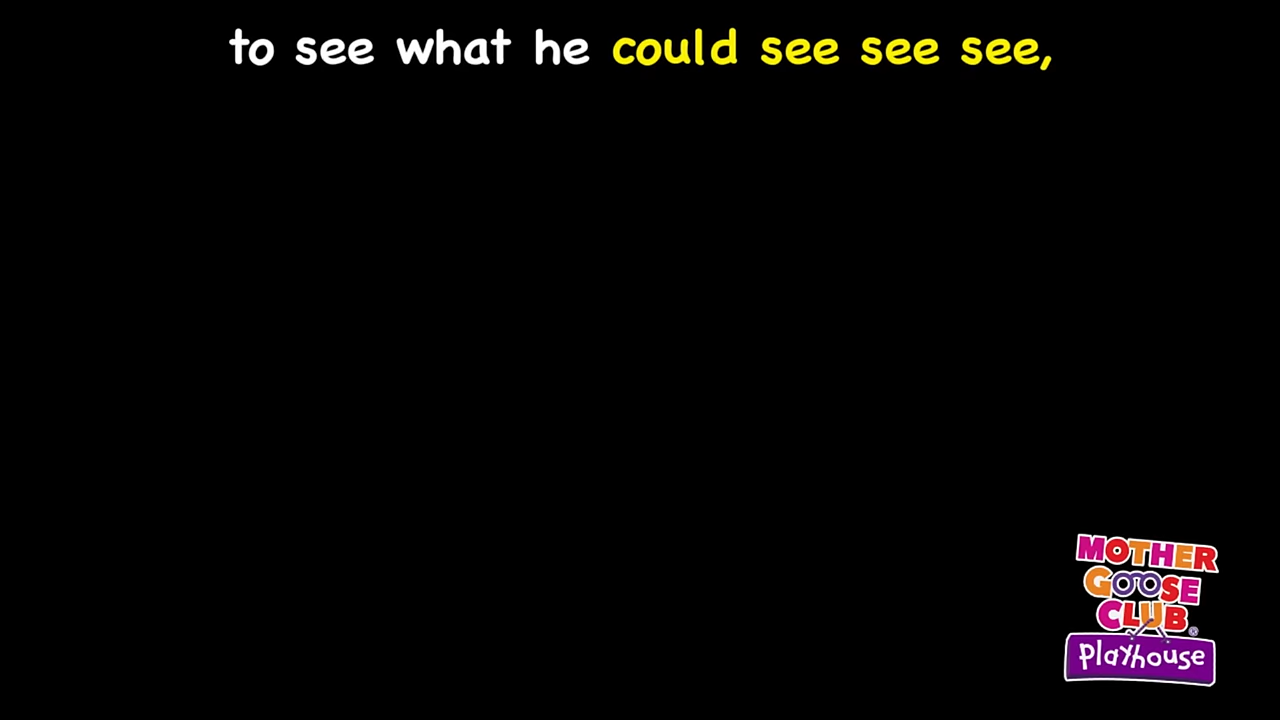 to see what he could see see see,
MOTHER
GOOSE
CLUB
Playhouse